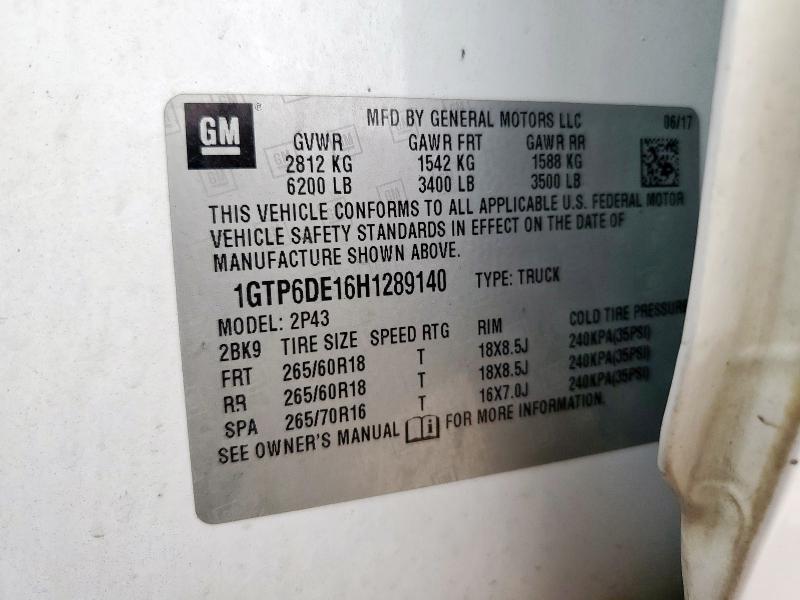 GM
®
MFD BY GENERAL MOTORS LLC 06/17
GVWR GAWR FRT GAWR RR
2812 KG 1542 KG 1588 KG
6200 LB 3400 LB 3500 LB
THIS VEHICLE CONFORMS TO ALL APPLICABLE U.S. FEDERAL MOTOR
VEHICLE SAFETY STANDARDS IN EFFECT ON THE DATE OF
MANUFACTURE SHOWN ABOVE.
1GTP6DE16H1289140 TYPE: TRUCK
MODEL: 2P43
2BK9 TIRE SIZE SPEED RTG RIM COLD TIRE PRESSURE
FRT 265/60R18 T 18X8.5J 240KPA(35PSI)
RR 265/60R18 T 18X8.5J 240KPA(35PSI)
SPA 265/70R16 T 16X7.0J 240KPA(35PSI)
SEE OWNER'S MANUAL i FOR MORE INFORMATION.